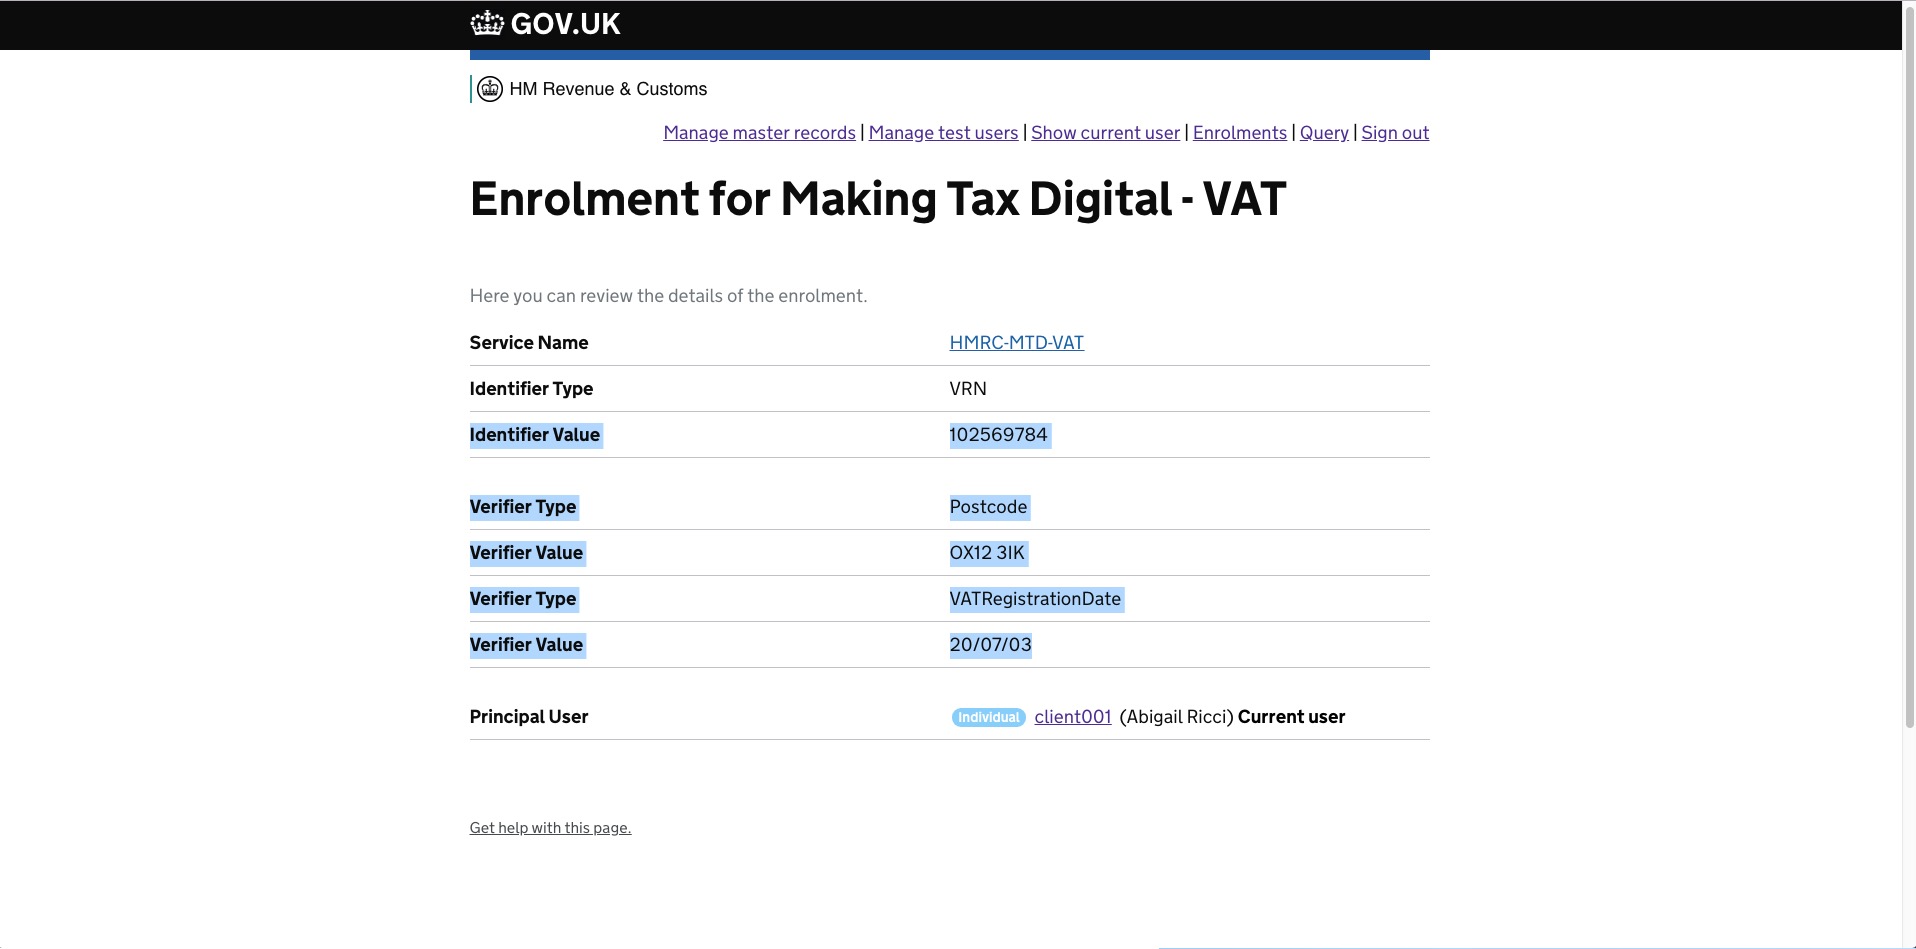 GOV.UK
HM Revenue & Customs
Manage master records | Manage test users | Show current user | Enrolments | Query | Sign out
Enrolment for Making Tax Digital - VAT
Here you can review the details of the enrolment.
Service Name HMRC-MTD-VAT
Identifier Type VRN
Identifier Value 102569784
Verifier Type Postcode
Verifier Value OX12 3IK
Verifier Type VATRegistrationDate
Verifier Value 20/07/03
Principal User Individual client001 (Abigail Ricci) Current user
Get help with this page.